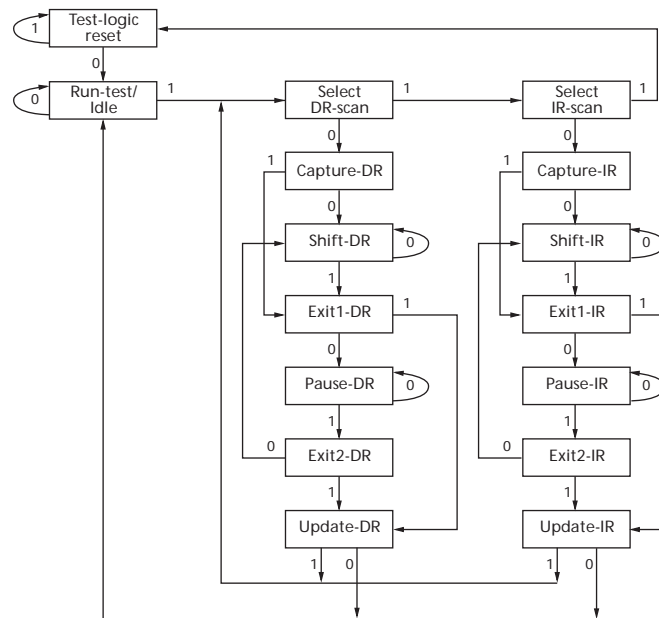 Test-logic
reset
1
0
Run-test/
Idle
0
1
Select
DR-scan
1
Select
IR-scan
1
0
0
1
Capture-DR
1
Capture-IR
0
0
Shift-DR
0
Shift-IR
0
1
1
Exit1-DR
1
Exit1-IR
1
0
0
Pause-DR
0
Pause-IR
0
1
1
0
Exit2-DR
0
Exit2-IR
1
1
Update-DR
Update-IR
1
0
1
0